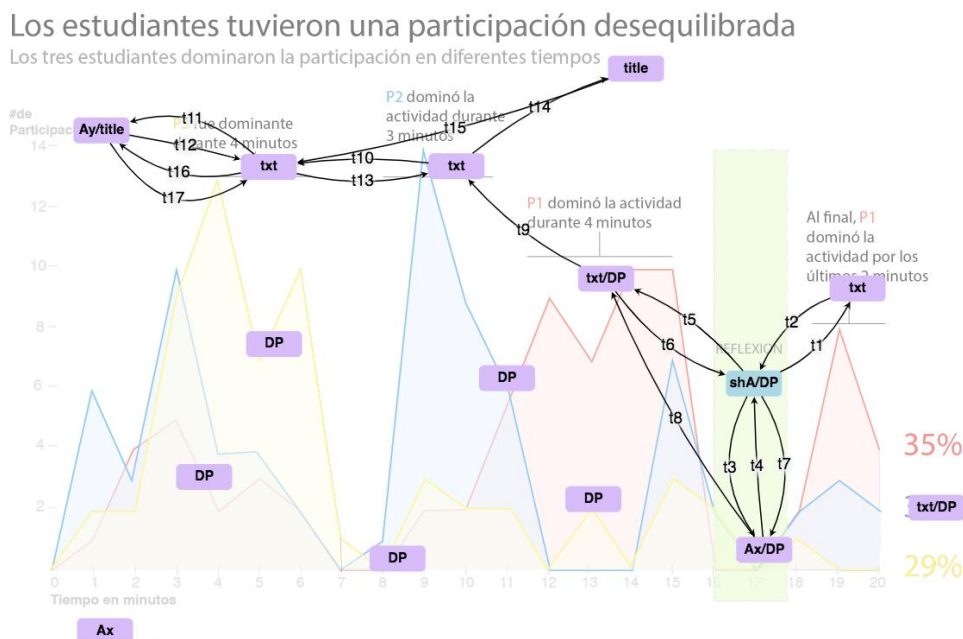 Los estudiantes tuvieron una participación desequilibrada
Los tres estudiantes dominaron la participación en diferentes tiempos
title
P2 dominó la
actividad durante
3 minutos
t14
t15
#de
t11
Ay/title
t12
dominante
durante 4 minutos
t10
t16
txt
txt
t13
t17
14
12
10
8
6
4
2
P1 dominó la actividad
durante 4 minutos
t9
Al final, P1
dominó la
actividad por los
últimos 2 minutos
txt/DP
txt
t5
t2
t6
t1
REFLEXION
DP
DP
shA/DP
t8
t3
t4
t7
35%
DP
DP
txt/DP
Ax/DP
DP
29%
0 1 2 3 4 5 6 7 8 9 10 11 12 13 14 15 16 17 18 19 20
Tiempo en minutos
Ax